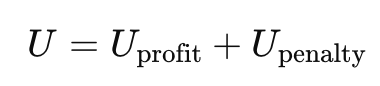 U = U_profit + U_penalty